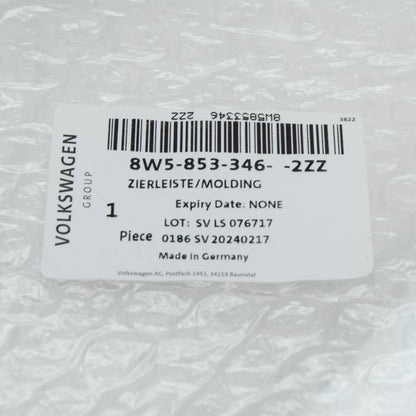 8W5853346 2ZZ
3822
8W5-853-346- -2ZZ
ZIERLEISTE/MOLDING
Expiry Date: NONE
LOT: SV LS 076717
1 Piece 0186 SV 20240217
Made in Germany
Volkswagen AG, Postfach 1451, 34219 Baunatal
VOLKSWAGEN
GROUP